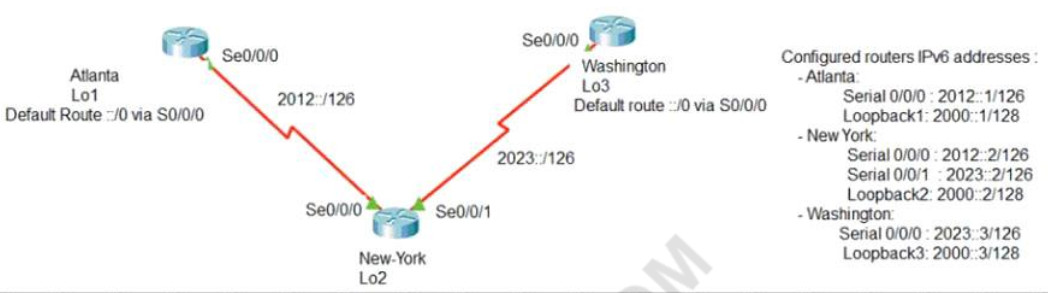 Se0/0/0
Atlanta
Lo1
Default Route ::/0 via S0/0/0
2012::/126
Se0/0/0
Washington
Lo3
Default route ::/0 via S0/0/0
2023::/126
Se0/0/0
Se0/0/1
New-York
Lo2
Configured routers IPv6 addresses :
- Atlanta:
Serial 0/0/0 : 2012::1/126
Loopback1: 2000::1/128
- New York:
Serial 0/0/0 : 2012::2/126
Serial 0/0/1 : 2023::2/126
Loopback2: 2000::2/128
- Washington:
Serial 0/0/0 : 2023::3/126
Loopback3: 2000::3/128
OM